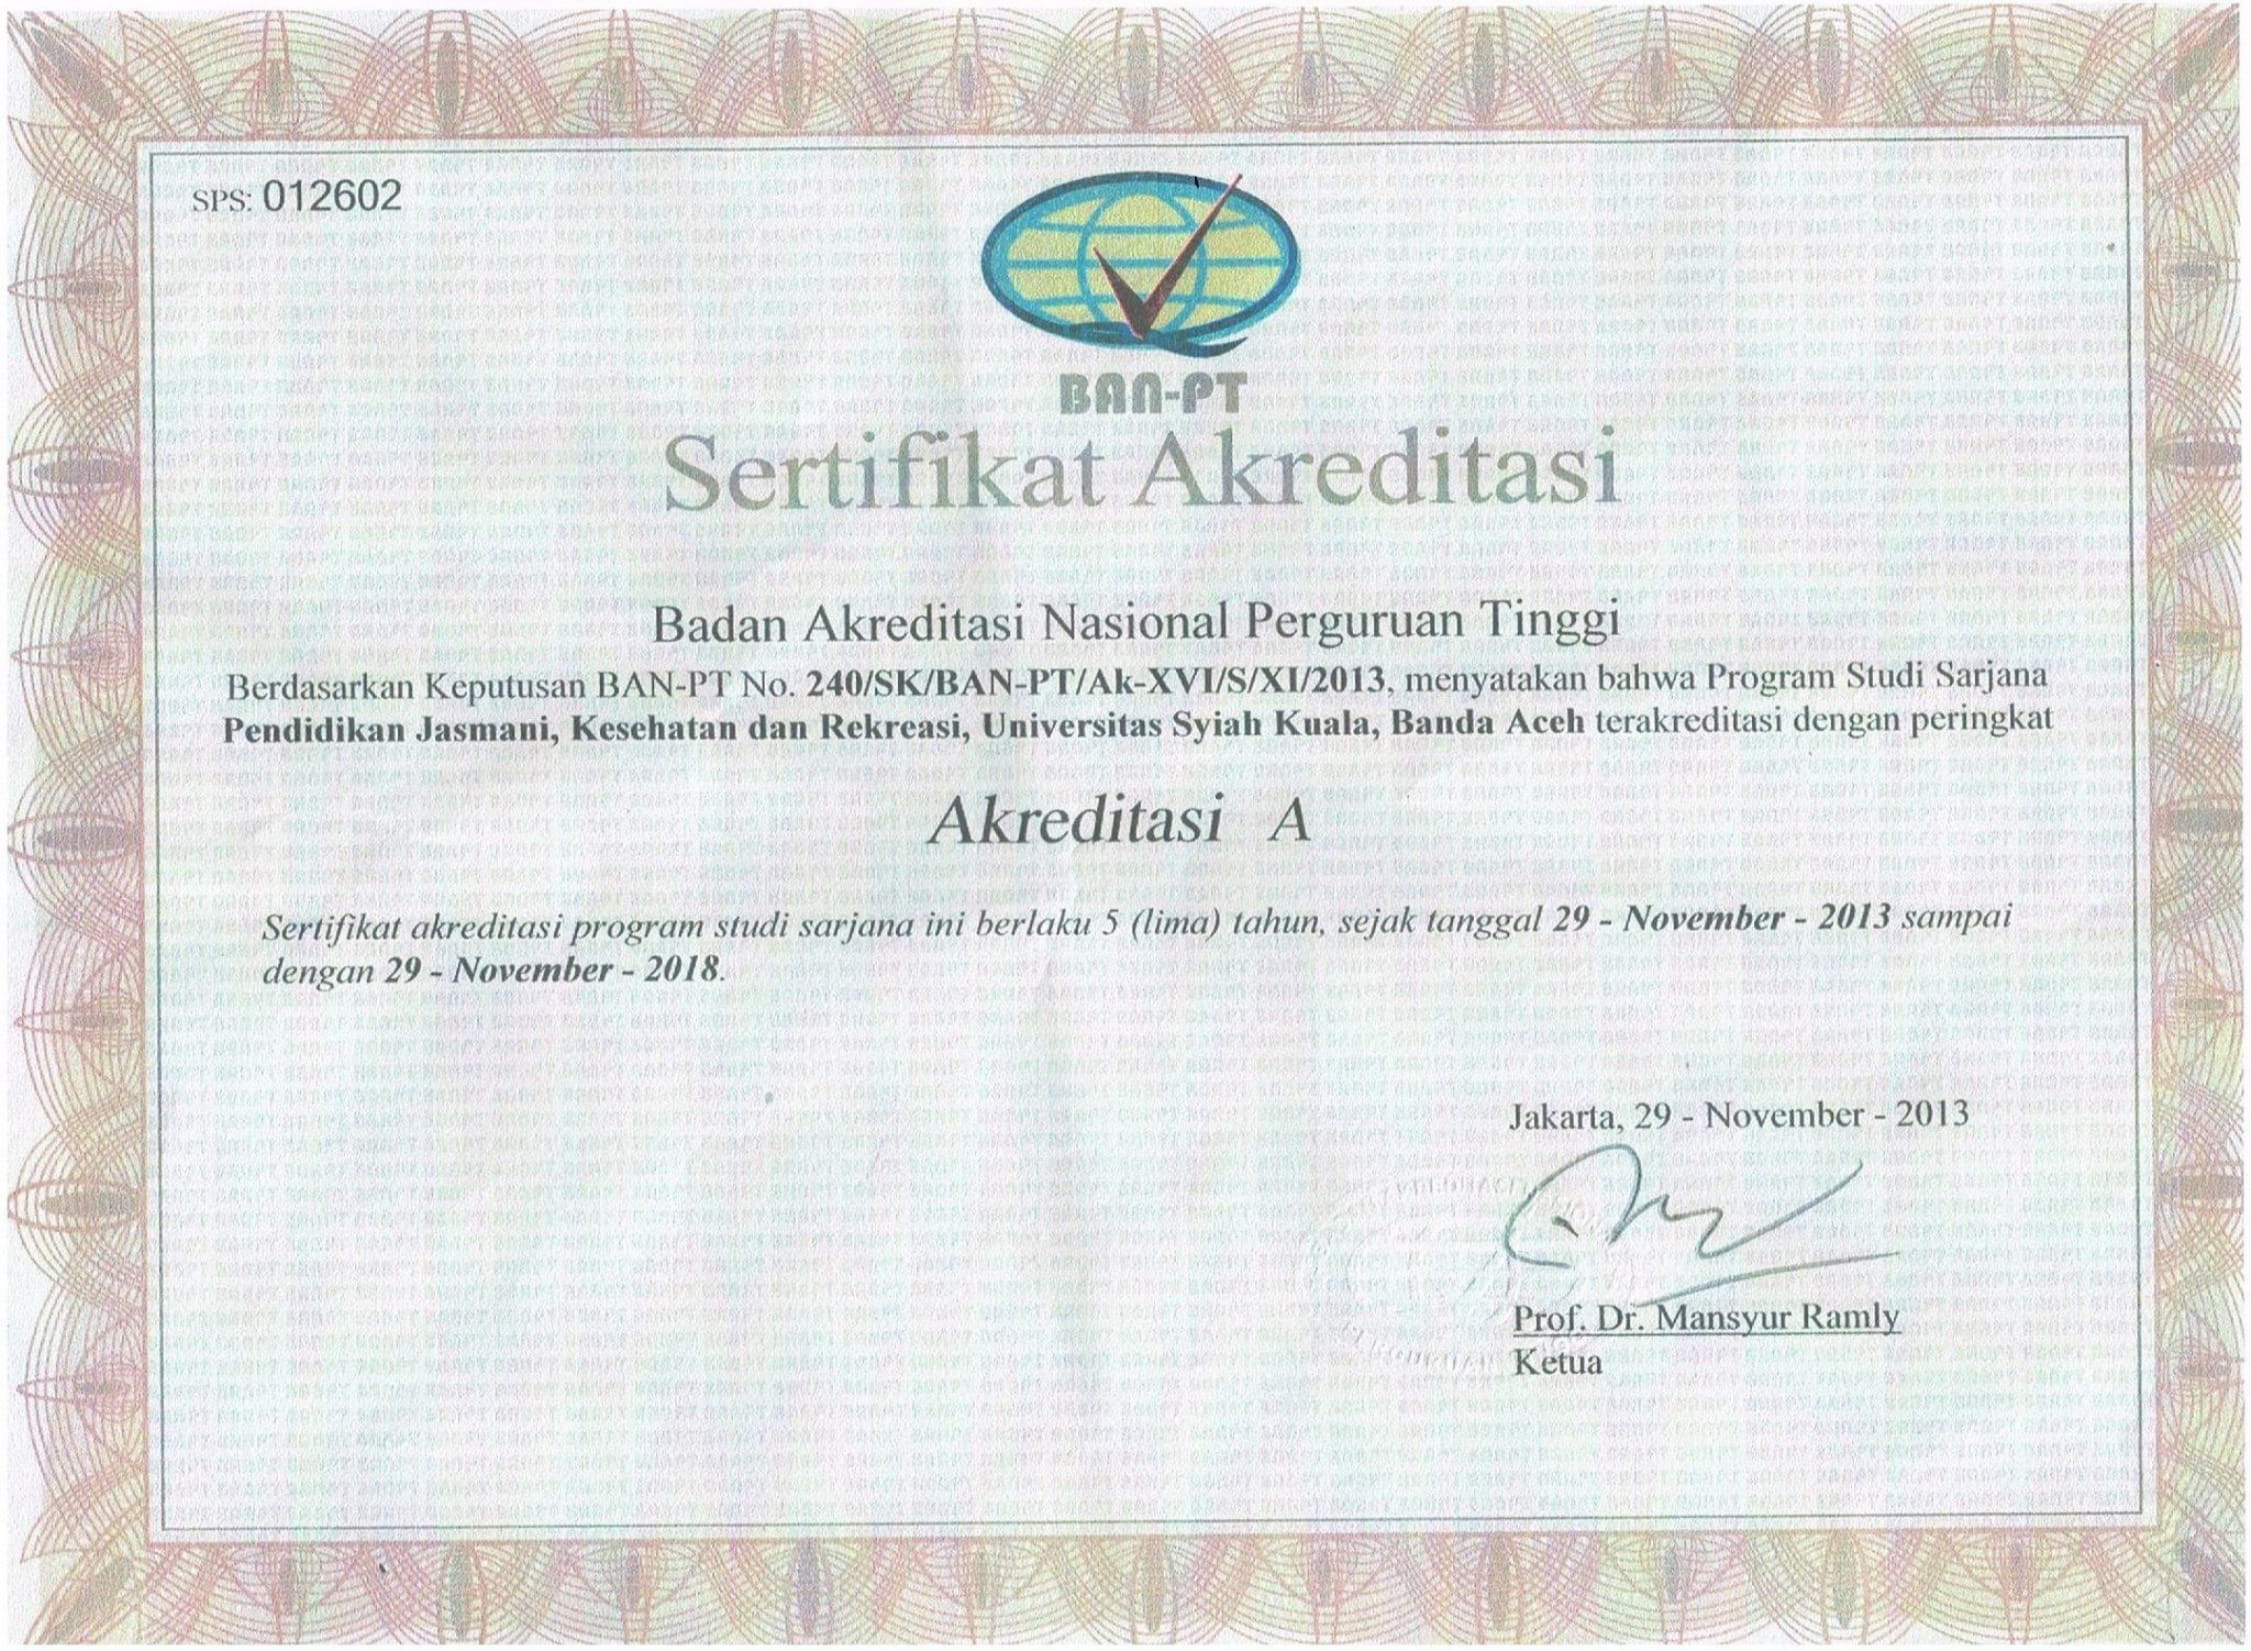 SPS: 012602
BAN-PT
Sertifikat Akreditasi
Badan Akreditasi Nasional Perguruan Tinggi
Berdasarkan Keputusan BAN-PT No. 240/SK/BAN-PT/Ak-XVI/S/XI/2013, menyatakan bahwa Program Studi Sarjana
Pendidikan Jasmani, Kesehatan dan Rekreasi, Universitas Syiah Kuala, Banda Aceh terakreditasi dengan peringkat
Akreditasi A
Sertifikat akreditasi program studi sarjana ini berlaku 5 (lima) tahun, sejak tanggal 29 - November - 2013 sampai
dengan 29 - November - 2018.
Jakarta, 29 - November - 2013
Prof. Dr. Mansyur Ramly
Ketua